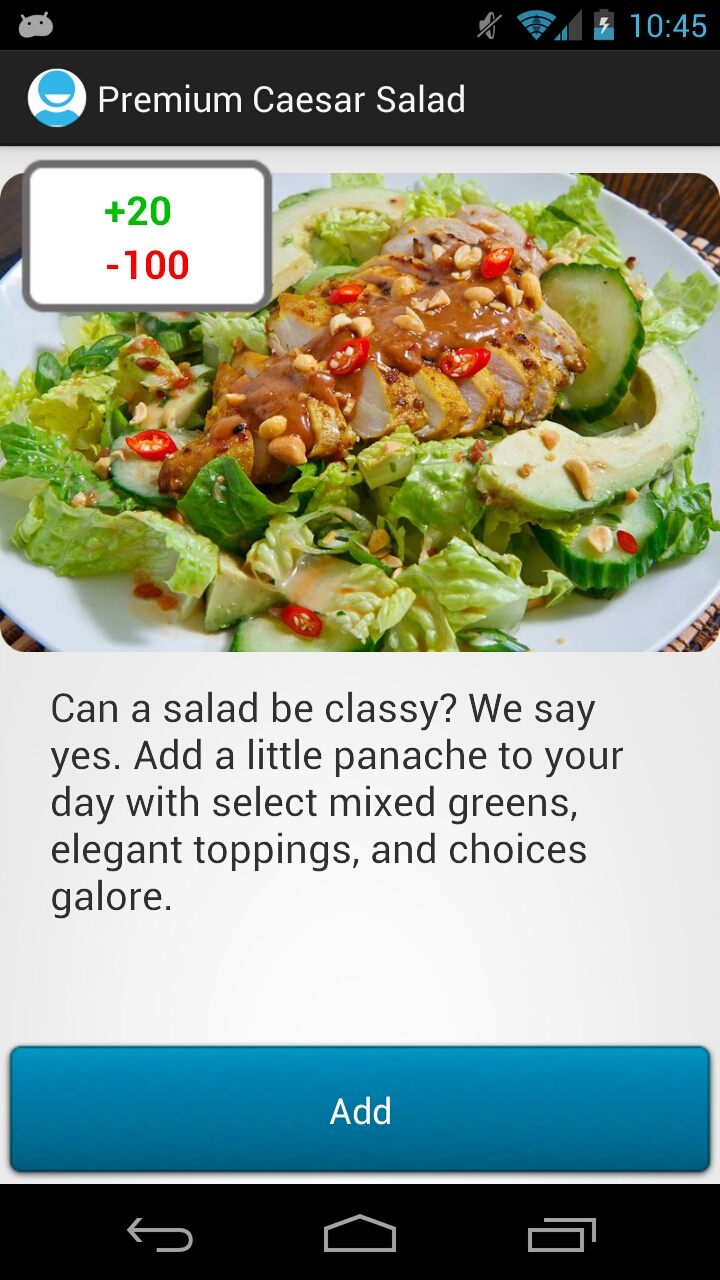 10:45
Premium Caesar Salad
+20
-100
Can a salad be classy? We say
yes. Add a little panache to your
day with select mixed greens,
elegant toppings, and choices
galore.
Add